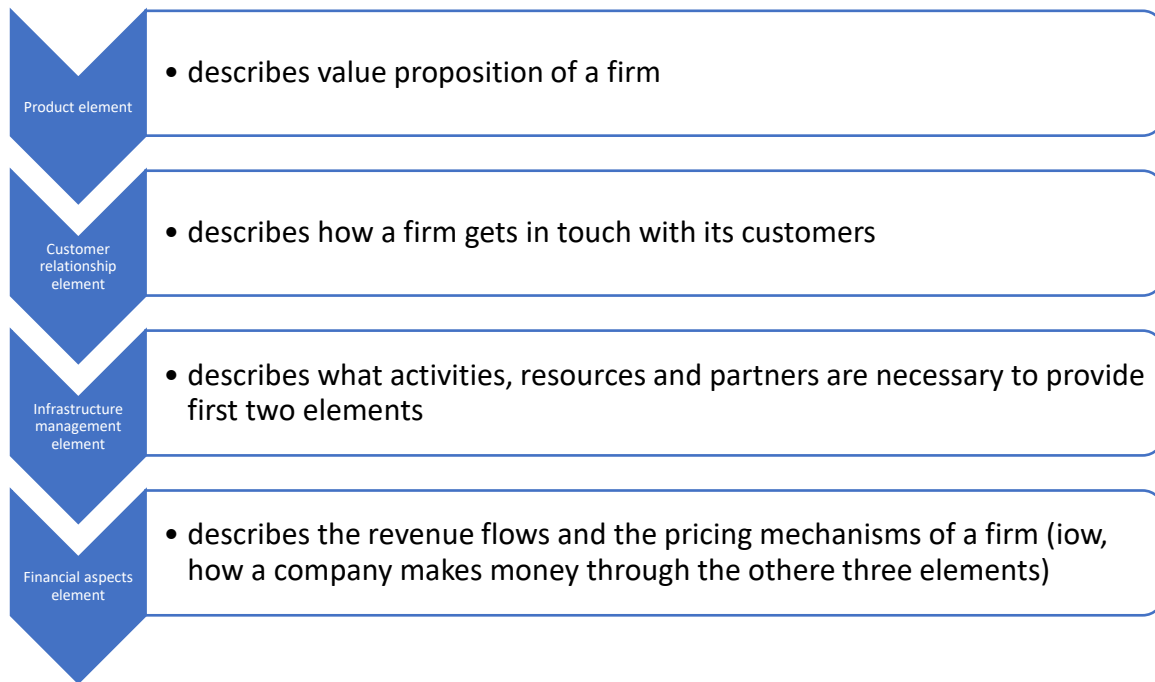 Product element
• describes value proposition of a firm
Customer
relationship
element
• describes how a firm gets in touch with its customers
Infrastructure
management
element
• describes what activities, resources and partners are necessary to provide
first two elements
Financial aspects
element
• describes the revenue flows and the pricing mechanisms of a firm (iow,
how a company makes money through the othere three elements)